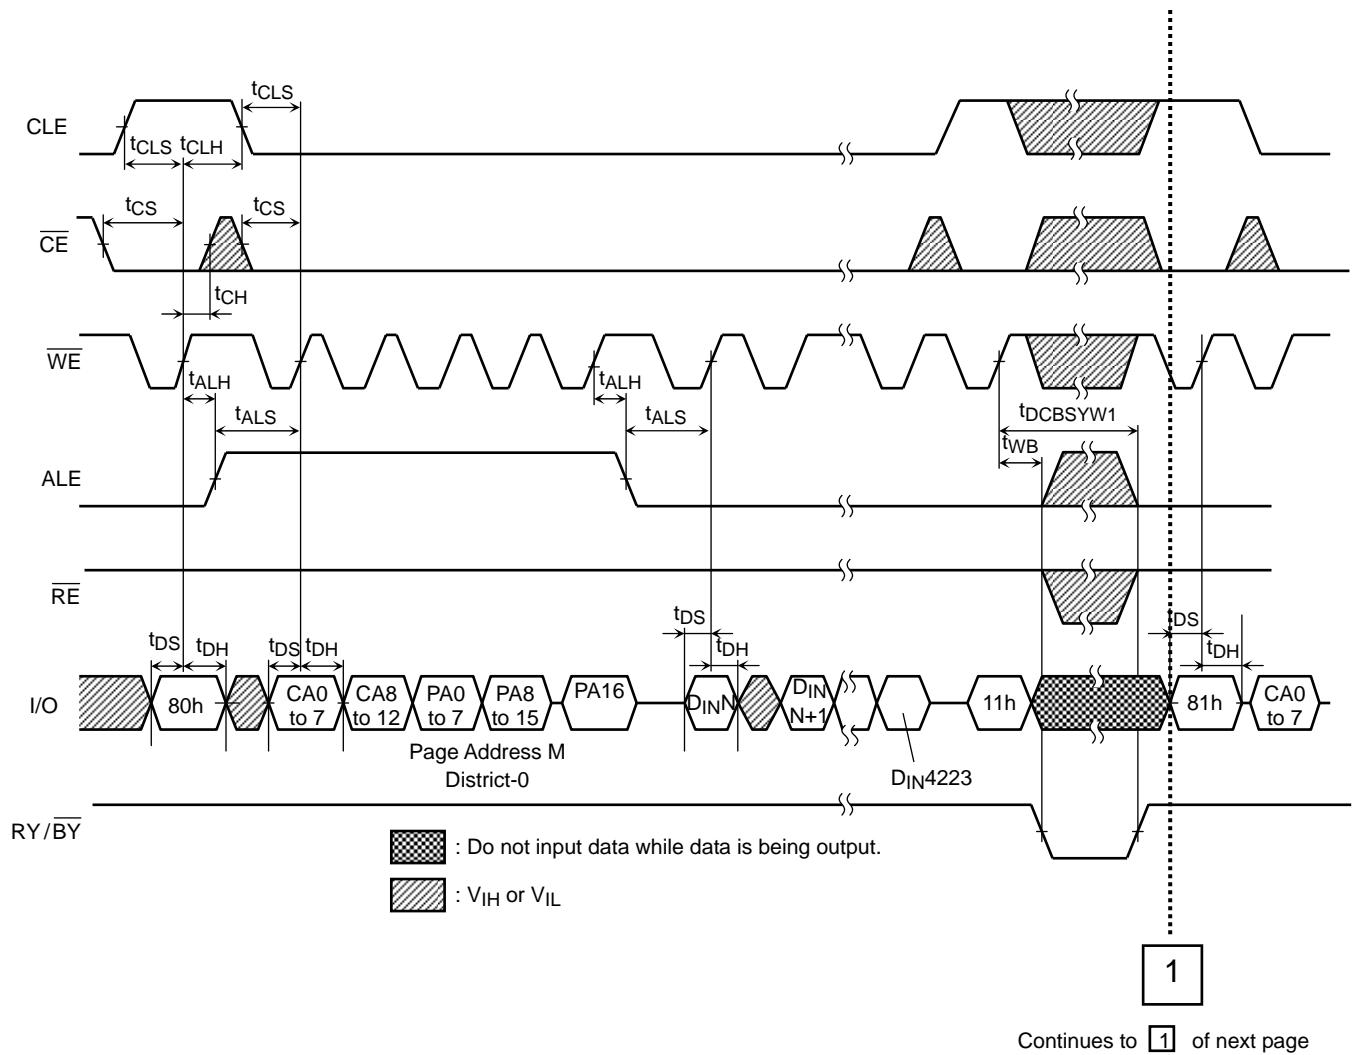 tCLS
CLE
tCLS tCLH
tCS tCS
CE
tCH
WE
tALH tALH
tDCBSYW1
tALS tALS
tWB
ALE
RE
tDS tDS
tDS tDH tDS tDH tDH tDH
I/O
80h
CA0 to 7
CA8 to 12
PA0 to 7
PA8 to 15
PA16
DINN
DIN N+1
11h
81h
CA0 to 7
Page Address M
District-0
DIN4223
RY/BY
: Do not input data while data is being output.
: VIH or VIL
1
Continues to 1 of next page